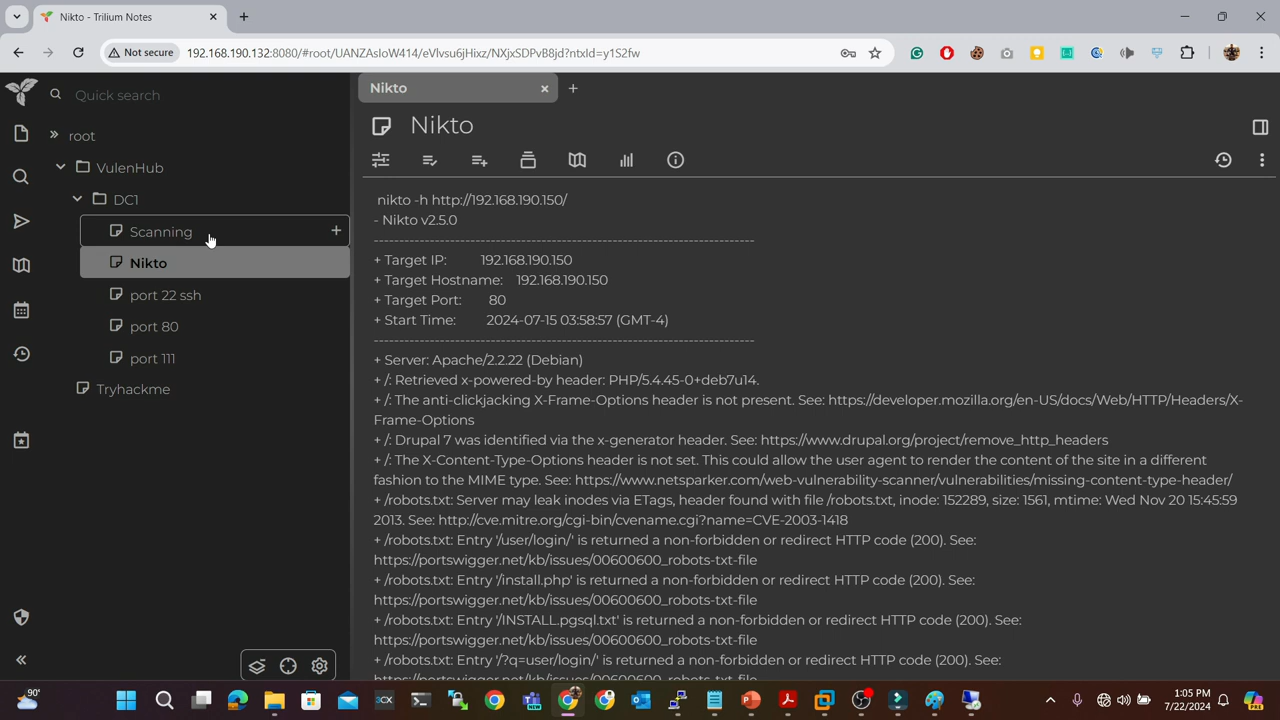 Nikto - Trilium Notes
Not secure
192.168.190.132:8080/#root/UANZAsIoW414/eVlvsu6jHixz/NXjxSDPvB8jd?ntxId=y1S2fw
Quick search
root
VulenHub
DC1
Scanning
Nikto
port 22 ssh
port 80
port 111
Tryhackme
Nikto
Nikto
nikto -h http://192.168.190.150/
- Nikto v2.5.0
---------------------------------------------------------------------------
+ Target IP: 192.168.190.150
+ Target Hostname: 192.168.190.150
+ Target Port: 80
+ Start Time: 2024-07-15 03:58:57 (GMT-4)
---------------------------------------------------------------------------
+ Server: Apache/2.2.22 (Debian)
+ /: Retrieved x-powered-by header: PHP/5.4.45-0+deb7u14.
+ /: The anti-clickjacking X-Frame-Options header is not present. See: https://developer.mozilla.org/en-US/docs/Web/HTTP/Headers/X-
Frame-Options
+ /: Drupal 7 was identified via the x-generator header. See: https://www.drupal.org/project/remove_http_headers
+ /: The X-Content-Type-Options header is not set. This could allow the user agent to render the content of the site in a different
fashion to the MIME type. See: https://www.netsparker.com/web-vulnerability-scanner/vulnerabilities/missing-content-type-header/
+ /robots.txt: Server may leak inodes via ETags, header found with file /robots.txt, inode: 152289, size: 1561, mtime: Wed Nov 20 15:45:59
2013. See: http://cve.mitre.org/cgi-bin/cvename.cgi?name=CVE-2003-1418
+ /robots.txt: Entry '/user/login/' is returned a non-forbidden or redirect HTTP code (200). See:
https://portswigger.net/kb/issues/00600600_robots-txt-file
+ /robots.txt: Entry '/install.php' is returned a non-forbidden or redirect HTTP code (200). See:
https://portswigger.net/kb/issues/00600600_robots-txt-file
+ /robots.txt: Entry '/INSTALL.pgsql.txt' is returned a non-forbidden or redirect HTTP code (200). See:
https://portswigger.net/kb/issues/00600600_robots-txt-file
+ /robots.txt: Entry '/?q=user/login/' is returned a non-forbidden or redirect HTTP code (200). See:
https://portswigger.net/kb/issues/00600600_robots-txt-file
90°
1:05 PM
7/22/2024